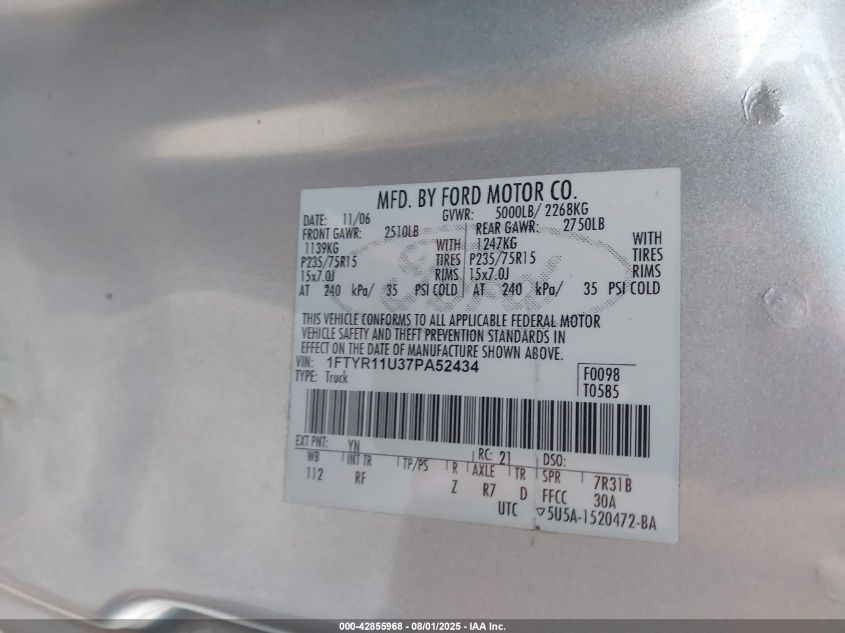 MFD. BY FORD MOTOR CO.
DATE: 11/06 GVWR: 5000LB/ 2268KG
FRONT GAWR: 2510LB REAR GAWR: 2750LB
1139KG WITH 1247KG WITH
P235/75R15 TIRES P235/75R15 TIRES
15x7.0J RIMS 15x7.0J RIMS
AT 240 kPa/ 35 PSI COLD AT 240 kPa/ 35 PSI COLD
Ford
THIS VEHICLE CONFORMS TO ALL APPLICABLE FEDERAL MOTOR
VEHICLE SAFETY AND THEFT PREVENTION STANDARDS IN
EFFECT ON THE DATE OF MANUFACTURE SHOWN ABOVE.
VIN: 1FTYR11U37PA52434
TYPE: Truck
F0098
T0585
EXT PNT: YN RC: 21 DSO:
WB INT TR TP/PS R AXLE TR SPR 7R31B
112 RF Z R7 D FFCC 30A
UTC ▽5U5A-1520472-BA
000-42855968 - 08/01/2025 - IAA Inc.